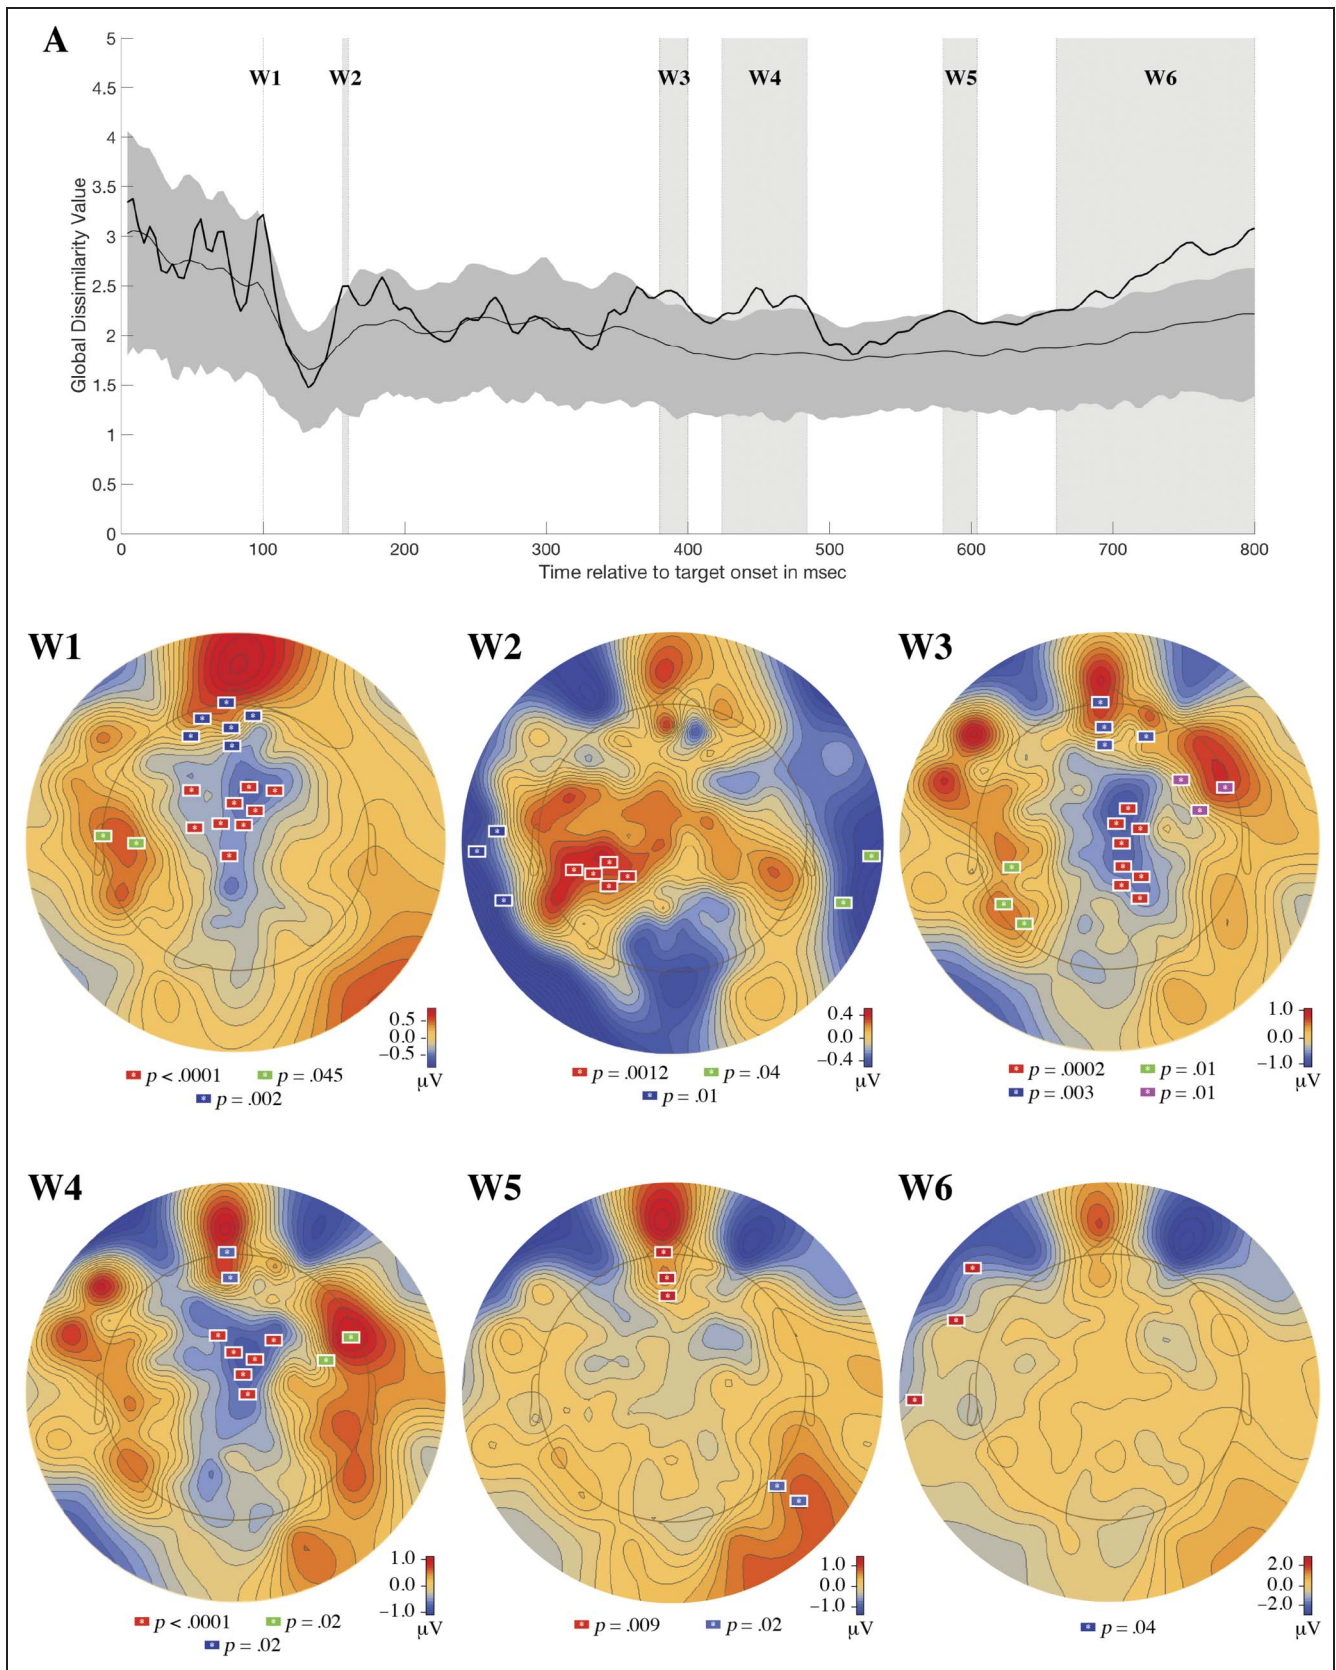 A
5
4.5
4
3.5
3
2.5
2
1.5
1
0.5
0
Global Dissimilarity Value
W1 W2 W3 W4 W5 W6
0 100 200 300 400 500 600 700 800
Time relative to target onset in msec
W1
0.5
0.0
−0.5
µV
* p < .0001 * p = .045
* p = .002
W2
0.4
0.0
−0.4
µV
* p = .0012 * p = .04
* p = .01
W3
1.0
0.0
−1.0
µV
* p = .0002 * p = .01
* p = .003 * p = .01
W4
1.0
0.0
−1.0
µV
* p < .0001 * p = .02
* p = .02
W5
1.0
0.0
−1.0
µV
* p = .009 * p = .02
W6
2.0
0.0
−2.0
µV
* p = .04